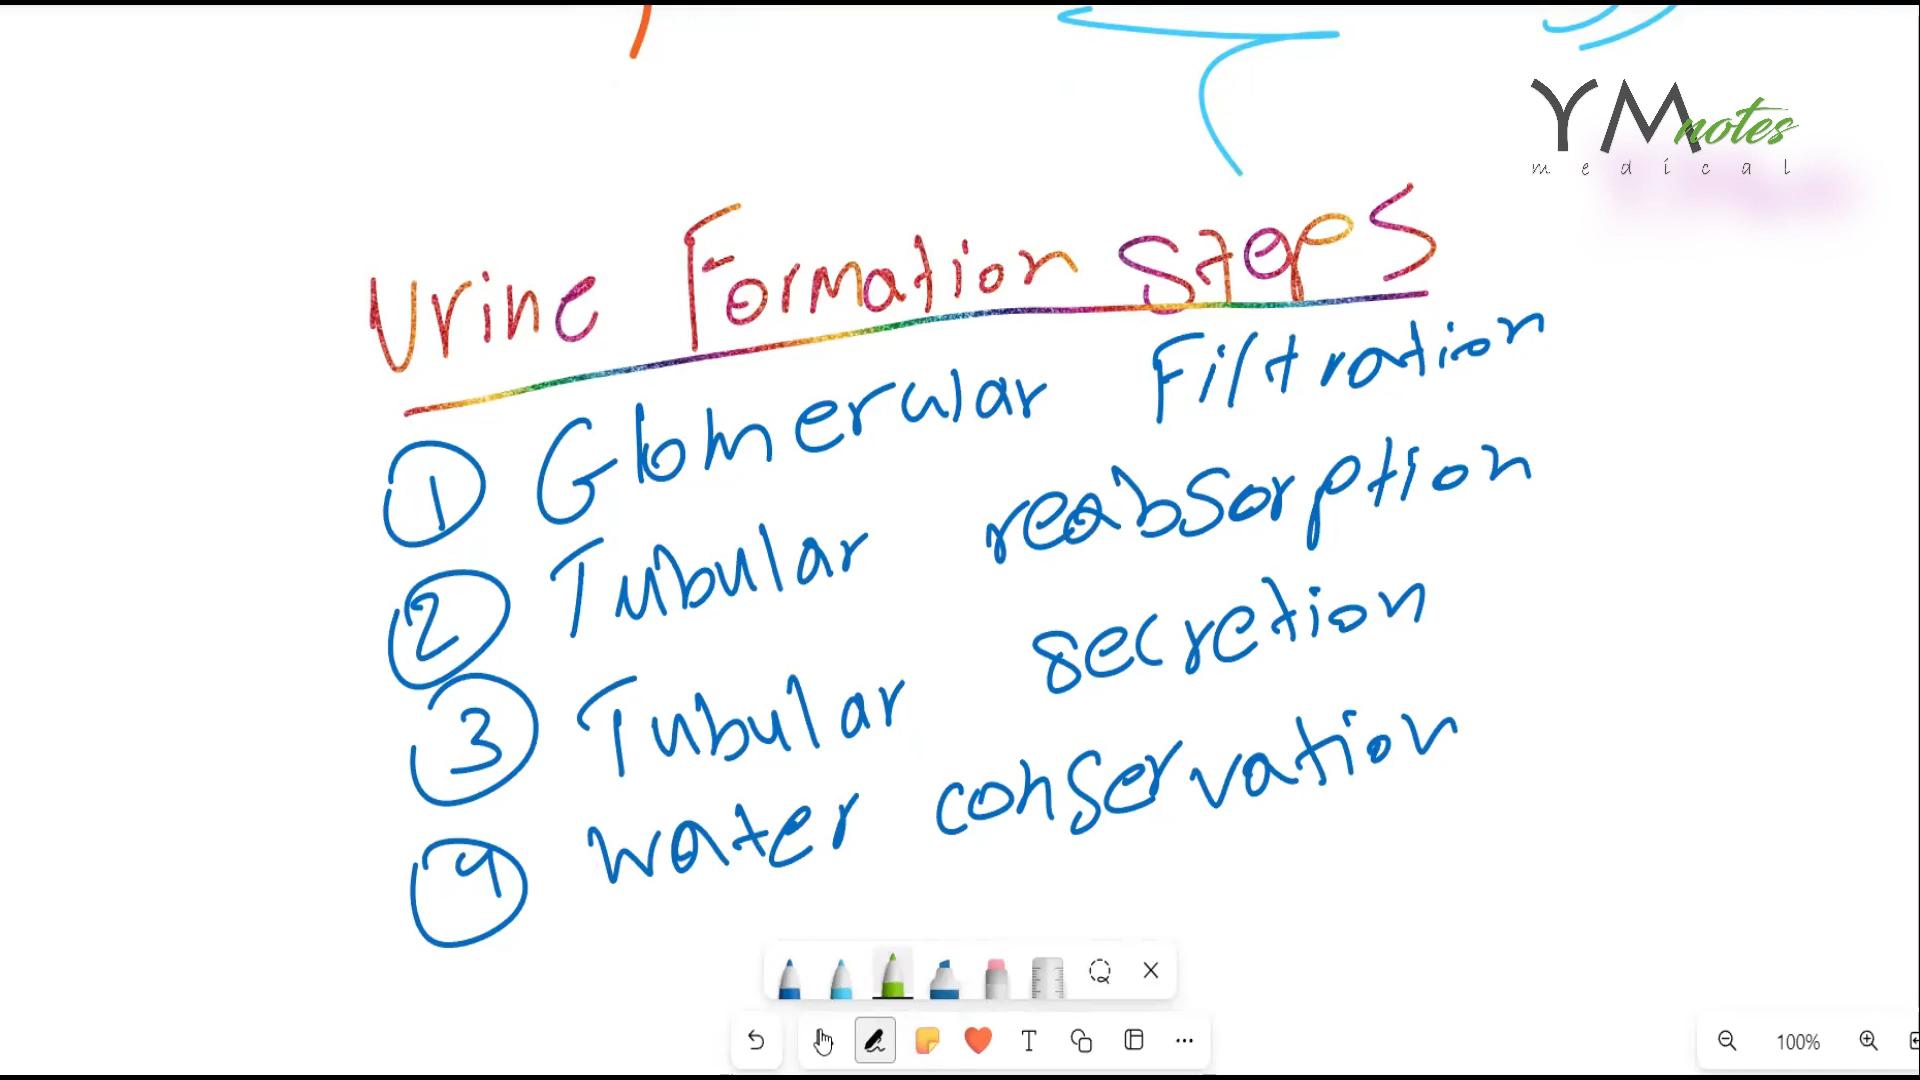 YM notes
medical
Urine Formation Steps
1 Glomerular Filtration
2 Tubular reabsorption
3 Tubular secretion
4 water conservation
100%